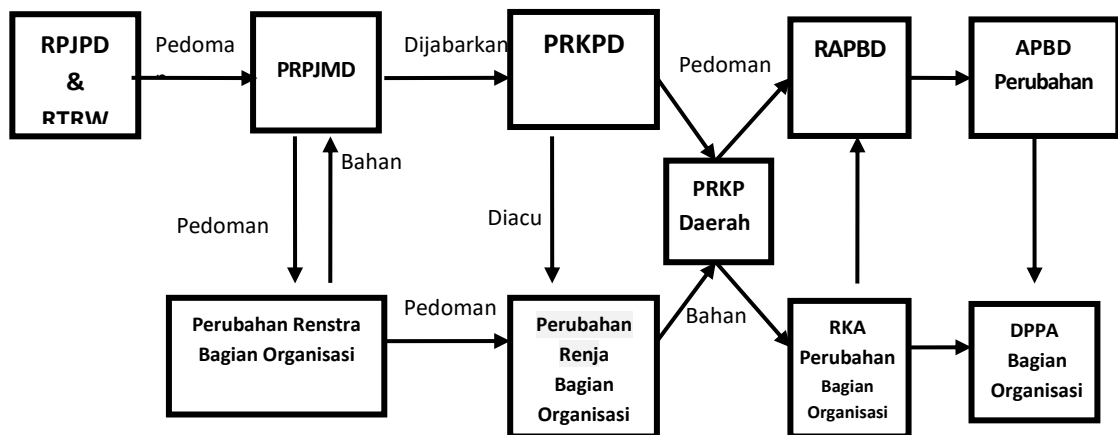 RPJPD
&
RTRW
Pedoma
PRPJMD
Dijabarkan
PRKPD
Pedoman
RAPBD
APBD
Perubahan
Bahan
Pedoman
Diacu
PRKP
Daerah
Perubahan Renstra
Bagian Organisasi
Pedoman
Perubahan
Renja
Bagian
Organisasi
Bahan
RKA
Perubahan
Bagian
Organisasi
DPPA
Bagian
Organisasi